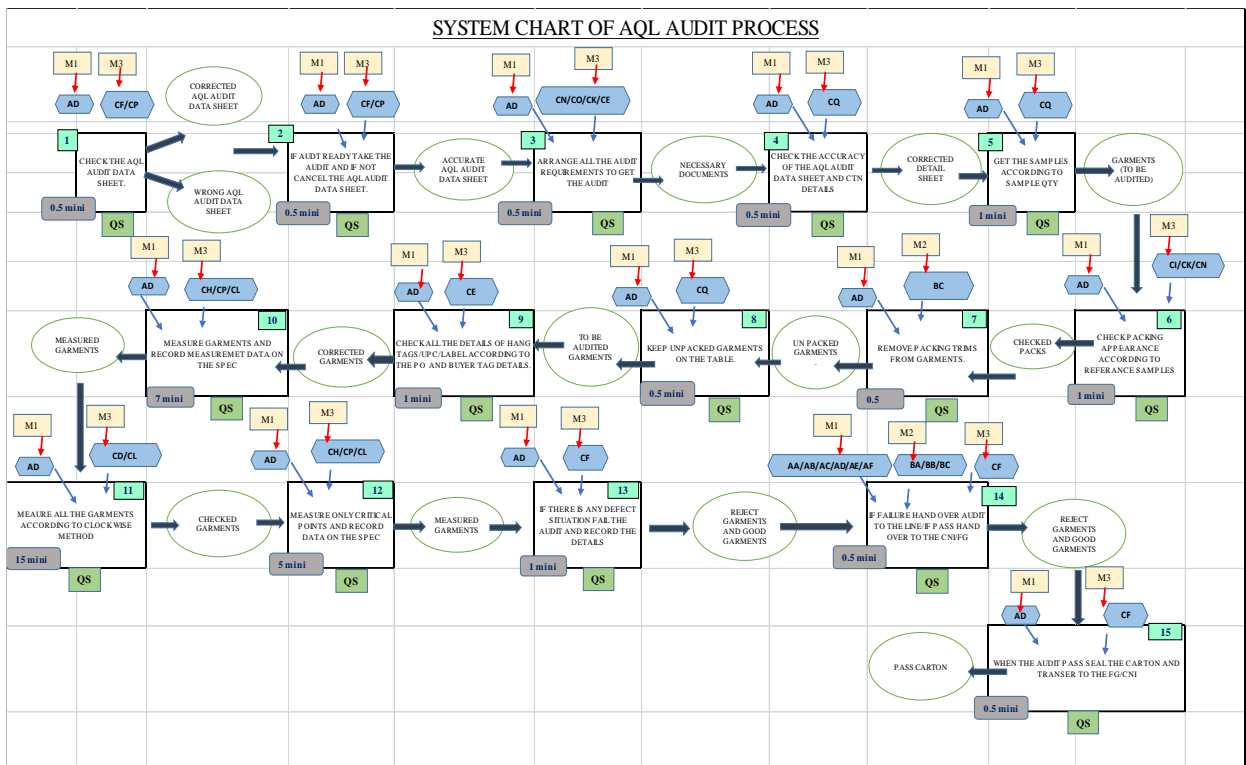 SYSTEM CHART OF AQL AUDIT PROCESS
M1
M3
AD
CF/CP
1
CHECK THE AQL
AUDIT DATA
SHEET.
0.5 mini
QS
CORRECTED
AQL AUDIT
DATA SHEET
WRONG AQL
AUDIT DATA
SHEET
M1
M3
AD
CF/CP
2
IF AUDT READY TAKE THE
AUDIT AND IF NOT
CANCEL THE AQL AUDIT
DATA SHEET.
0.5 mini
QS
ACCURATE
AQL AUDIT
DATA SHEET
M1
M3
AD
CN/CQ/CK/CE
3
ARRANGE ALL THE AUDIT
REQUIREMENTS TO GET
THE AUDIT
0.5 mini
QS
NECESSARY
DOCUMENTS
M1
M3
AD
CQ
4
CHECK THE ACCURACY
OF THE AQL AUDIT
DATA SHEET AND CTN
DETAILS
0.5 mini
QS
CORRECTED
DETAIL
SHEET
M1
M3
AD
CQ
5
GET THE SAMPLES
ACCORDING TO
SAMPLE QTY
1 mini
QS
GARMENTS
(TO BE
AUDITED)
M1
M3
AD
CI/CK/CN
6
CHECK PACKING
APPEARANCE
ACCORDING TO
REFERANCE SAMPLES
1 mini
QS
CHECKED
PACKS
M1
M2
AD
BC
7
REMOVE PACKING TRIMS
FROM GARMENTS.
0.5
QS
UN PACKED
GARMENTS
.
M1
M3
AD
CQ
8
KEEP UNPACKED GARMENTS
ON THE TABLE.
0.5 mini
QS
TO BE
AUDITED
GARMENTS
M1
M3
AD
CE
9
CHECK ALL THE DETAILS OF HANG
TAGS/UPC/LABEL ACCORDING TO
THE PO AND BUYER TAG DETAILS.
1 mini
QS
CORRECTED
GARMENTS
M1
M3
AD
CH/CP/CL
10
MEASURE GARMENTS AND
RECORD MEASUREMET DATA ON
THE SPEC
7 mini
QS
MEASURED
GARMENTS
M1
M3
AD
CD/CL
11
MEAURE ALL THE GARMENTS
ACCORDING TO CLOCKWISE
METHOD
15 mini
QS
CHECKED
GARMENTS
M1
M3
AD
CH/CP/CL
12
MEASURE ONLY CRITICAL
POINTS AND RECORD
DATA ON THE SPEC
5 mini
QS
MEASURED
GARMENTS
M1
M3
AD
CF
13
IF THERE IS ANY DEFECT
SITUATION FAIL THE
AUDIT AND RECORD THE
DETAILS
1 mini
QS
REJECT
GARMENTS
AND GOOD
GARMENTS
M1
M2
M3
AA/AB/AC/AD/AE/AF
BA/BB/BC
CF
14
IF FAILURE HAND OVER AUDIT
TO THE LINE/IF PASS HAND
OVER TO THE CNI/FG
0.5 mini
QS
REJECT
GARMENTS
AND GOOD
GARMENTS
M1
M3
AD
CF
15
WHEN THE AUDIT PASS SEAL THE CARTON AND
TRANSER TO THE FG/CNI
0.5 mini
QS
PASS CARTON